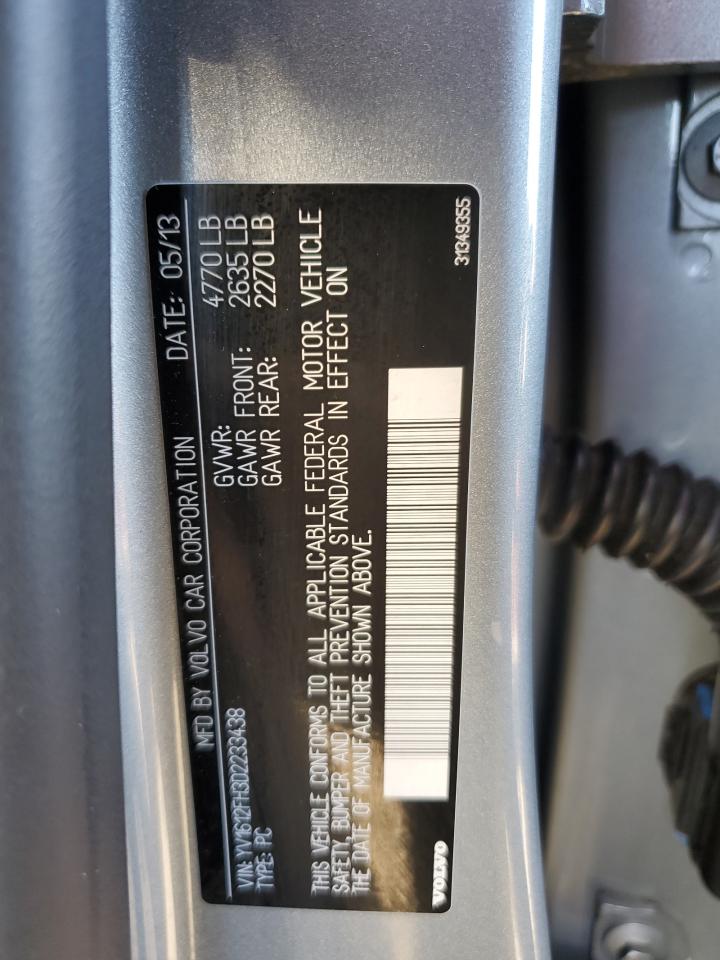 MFD BY VOLVO CAR CORPORATION DATE: 05/13
GVWR: 4770 LB
VIN: YV1612FH3D2233438 GAWR FRONT: 2635 LB
TYPE: PC GAWR REAR: 2270 LB
THIS VEHICLE CONFORMS TO ALL APPLICABLE FEDERAL MOTOR VEHICLE
SAFETY, BUMPER AND THEFT PREVENTION STANDARDS IN EFFECT ON
THE DATE OF MANUFACTURE SHOWN ABOVE.
VOLVO 31349355